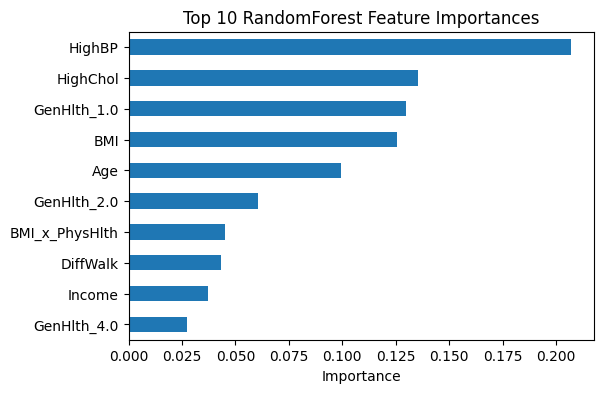 Top 10 RandomForest Feature Importances
HighBP
HighChol
GenHlth_1.0
BMI
Age
GenHlth_2.0
BMI_x_PhysHlth
DiffWalk
Income
GenHlth_4.0
0.000 0.025 0.050 0.075 0.100 0.125 0.150 0.175 0.200
Importance